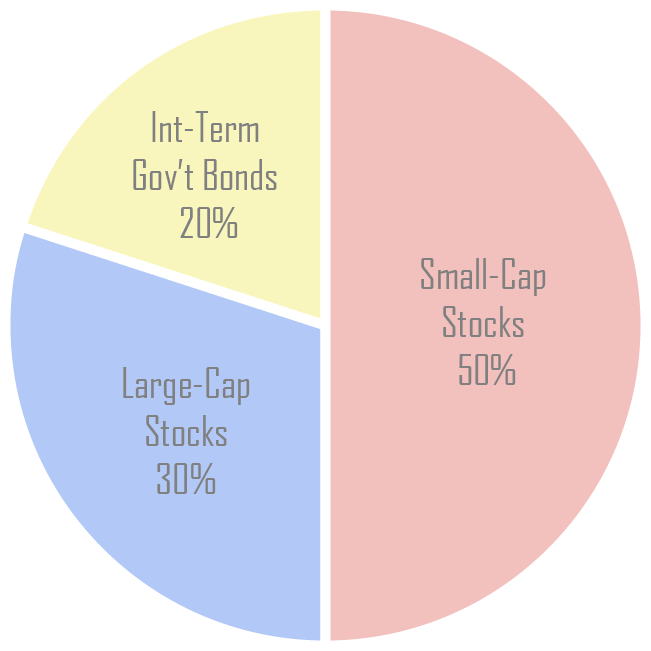 Int-Term
Gov't Bonds
20%
Small-Cap
Stocks
50%
Large-Cap
Stocks
30%